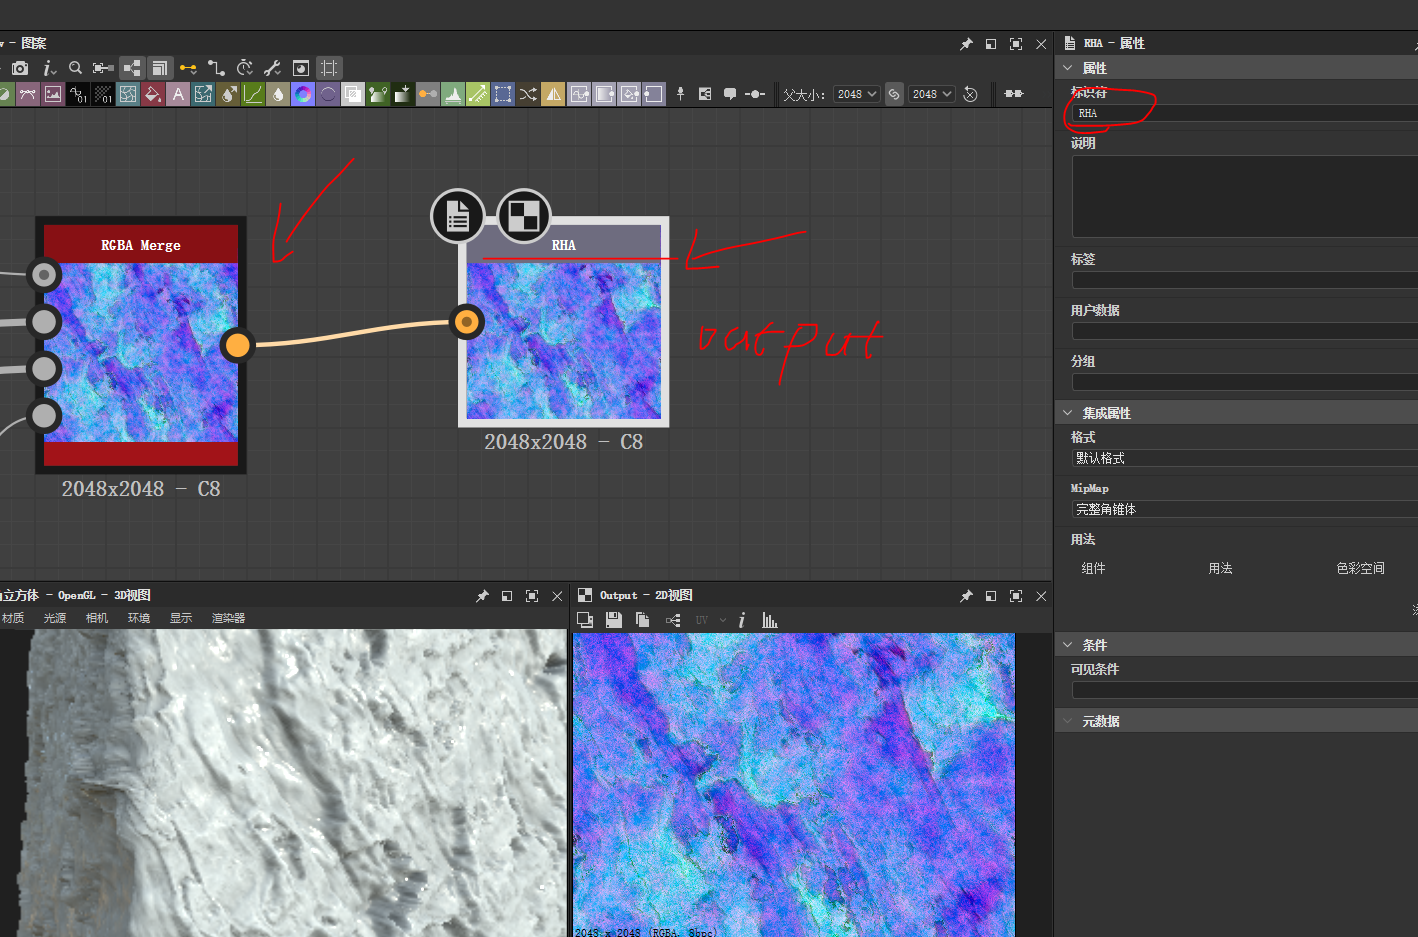 - 图案
RHA - 属性
属性
父大小: 2048 2048
标识符
RHA
说明
RGBA Merge
RHA
标签
用户数据
output
分组
集成属性
2048x2048 - C8
格式
默认格式
2048x2048 - C8
MipMap
完整角锥体
用法
组件 用法 色彩空间
立方体 - OpenGL - 3D视图
Output - 2D视图
材质 光源 相机 环境 显示 渲染器
UV
条件
可见条件
元数据
2048 x 2048 (RGBA, 8bpc)